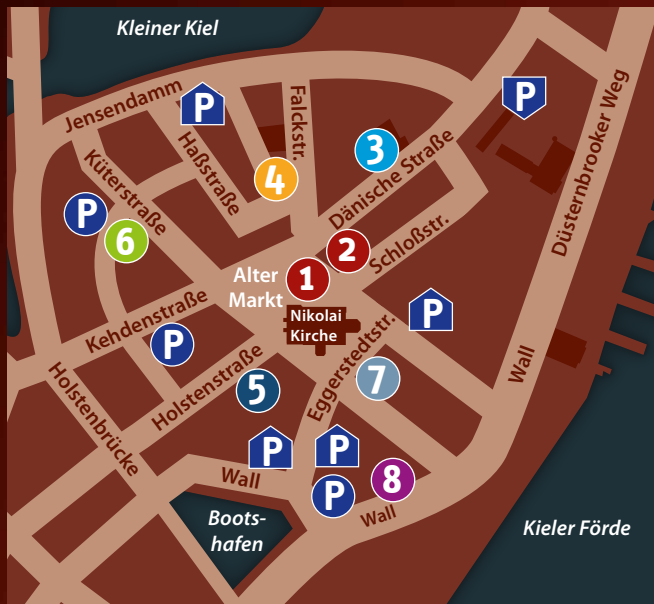 Kleiner Kiel
P
Jensendamm
P
Falckstr.
Haßstraße
3
Düsternbrooker Weg
Dänische Straße
Küterstraße
4
P
6
Schloßstr.
2
Alter
Markt
1
Nikolai
Kirche
P
Kehdenstraße
P
Eggerstedtstr.
Holstenstraße
Wall
7
5
Holstenbrücke
P
P
Wall
8
P
Wall
Boots-
hafen
Kieler Förde